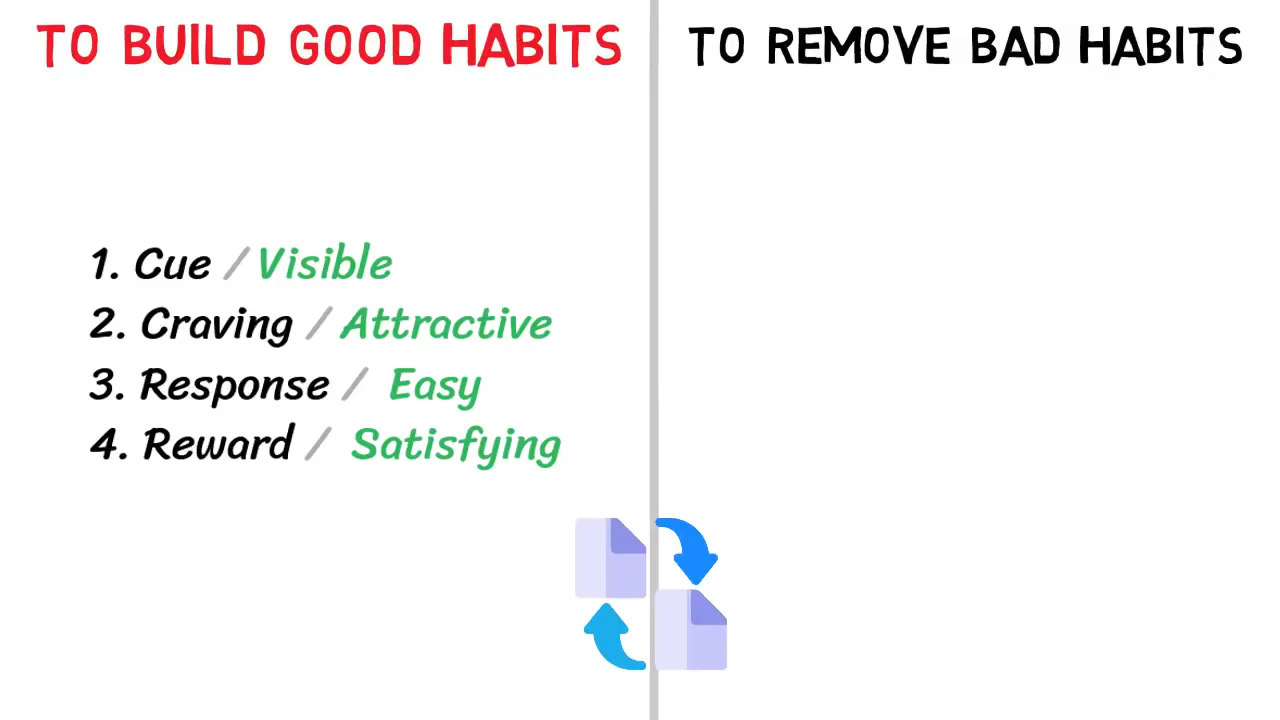 TO BUILD GOOD HABITS
TO REMOVE BAD HABITS
1. Cue / Visible
2. Craving / Attractive
3. Response / Easy
4. Reward / Satisfying